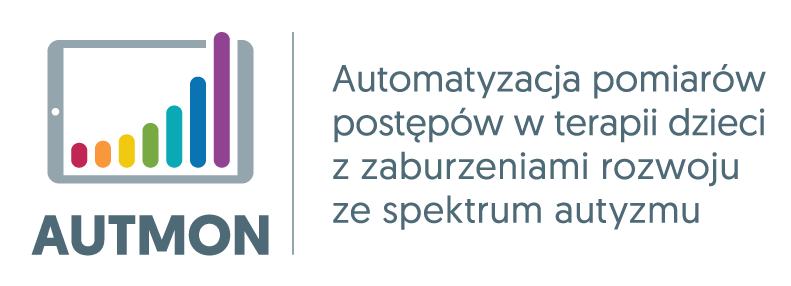 AUTMON
Automatyzacja pomiarów
postępów w terapii dzieci
z zaburzeniami rozwoju
ze spektrum autyzmu